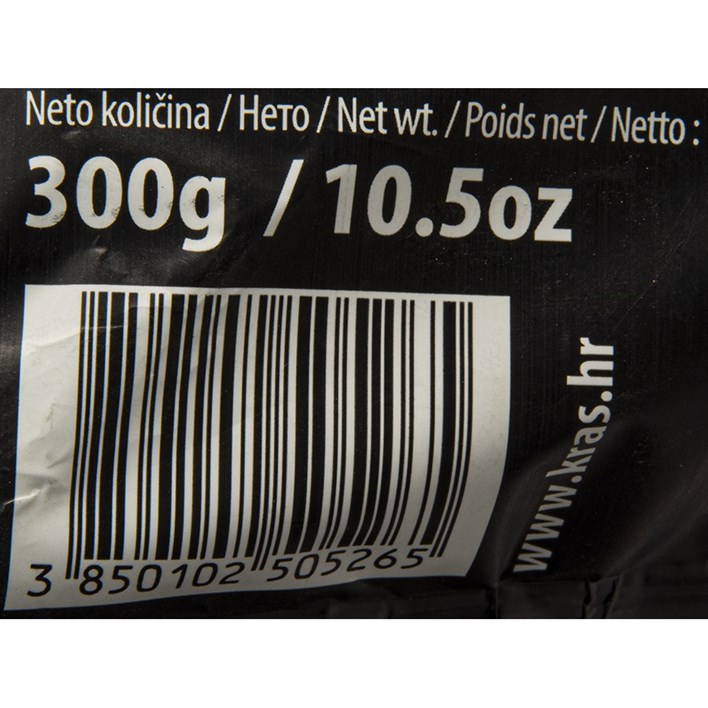 Neto količina / Нето / Net wt. / Poids net / Netto :
300g / 10.5oz
www.kras.hr
3 850102 505265